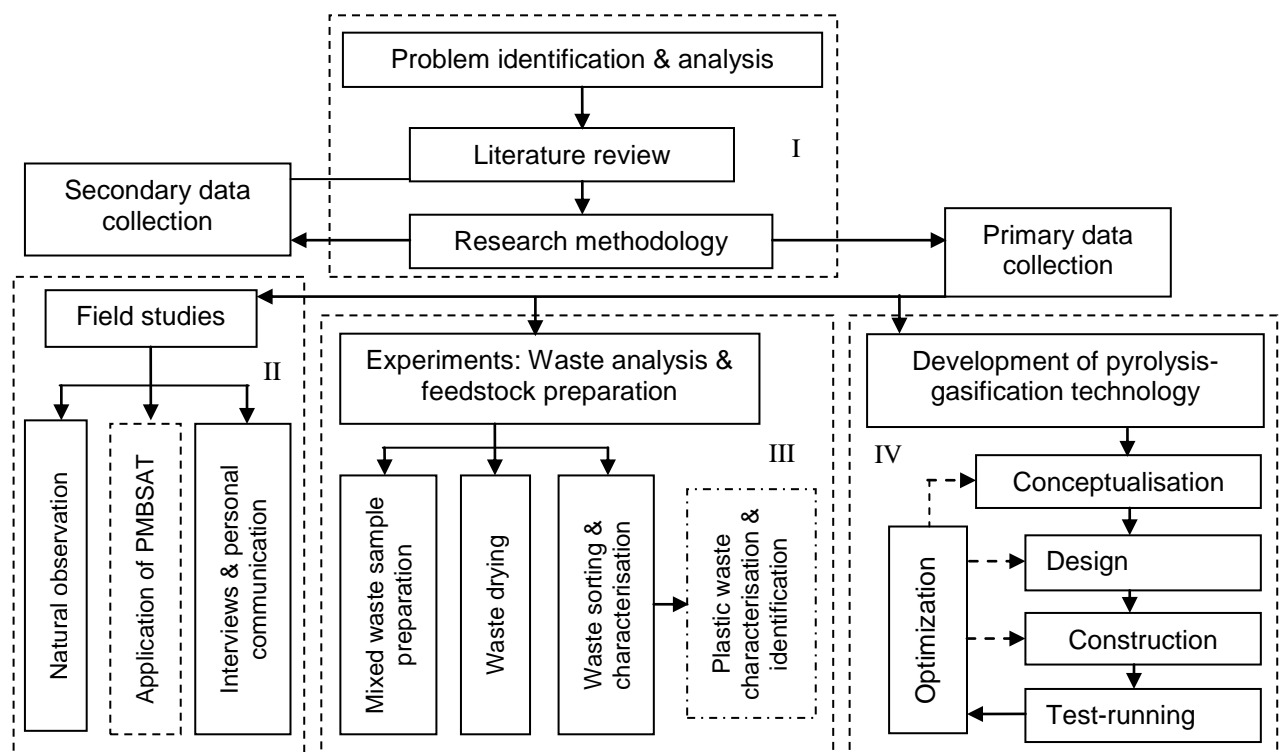 Problem identification & analysis
Literature review
I
Secondary data
collection
Research methodology
Primary data
collection
Field studies
II
Natural observation
Application of PMBSAT
Interviews & personal
communication
Experiments: Waste analysis &
feedstock preparation
III
Mixed waste sample
preparation
Waste drying
Waste sorting &
characterisation
Plastic waste
characterisation &
identification
Development of pyrolysis-
gasification technology
IV
Conceptualisation
Design
Construction
Test-running
Optimization